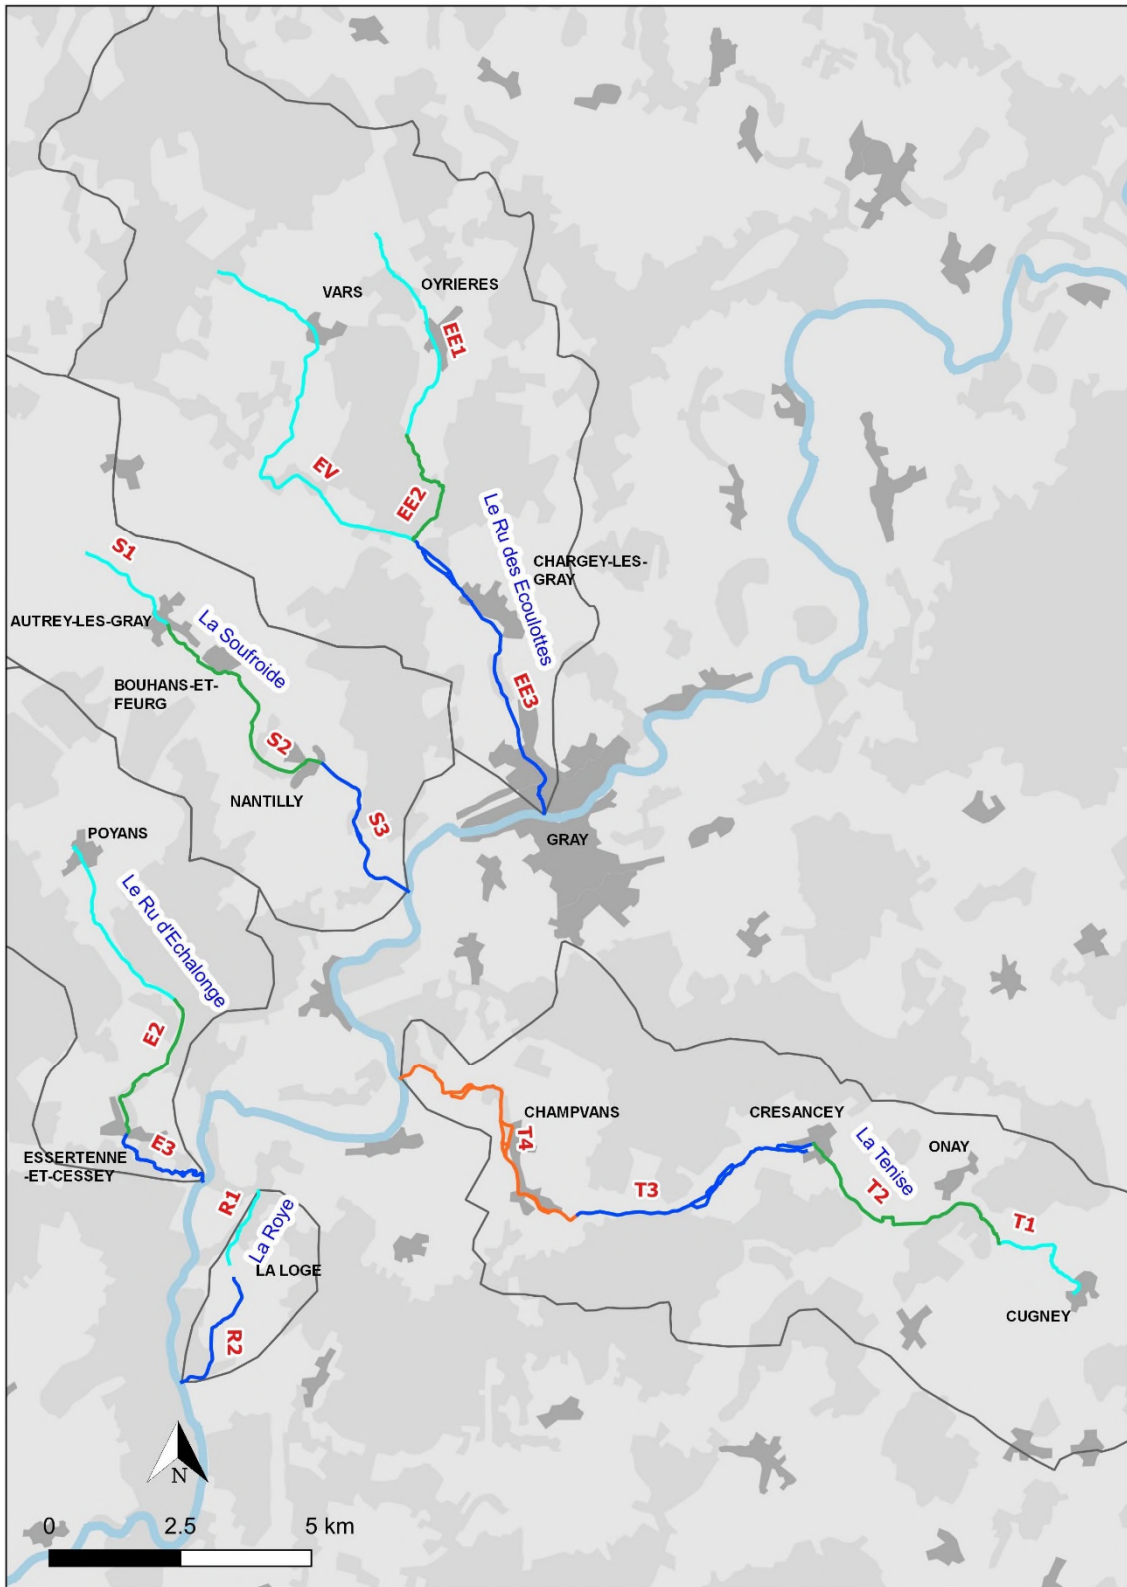 OYRIERES
VARS
EE1
EV
EE2
Le Ru des Ecoulottes
CHARGEY-LES-
GRAY
S1
AUTREY-LES-GRAY
La Soufroide
BOUHANS-ET-
FEURG
EE3
S2
NANTILLY
S3
POYANS
GRAY
Le Ru d'Echalonge
E2
CHAMPVANS
CRESANCEY
T4
ONAY
La Tenise
E3
ESSERTENNE
-ET-CESSEY
R1
T3
T2
La Roye
T1
LA LOGE
CUGNEY
R2
N
0 2.5 5 km